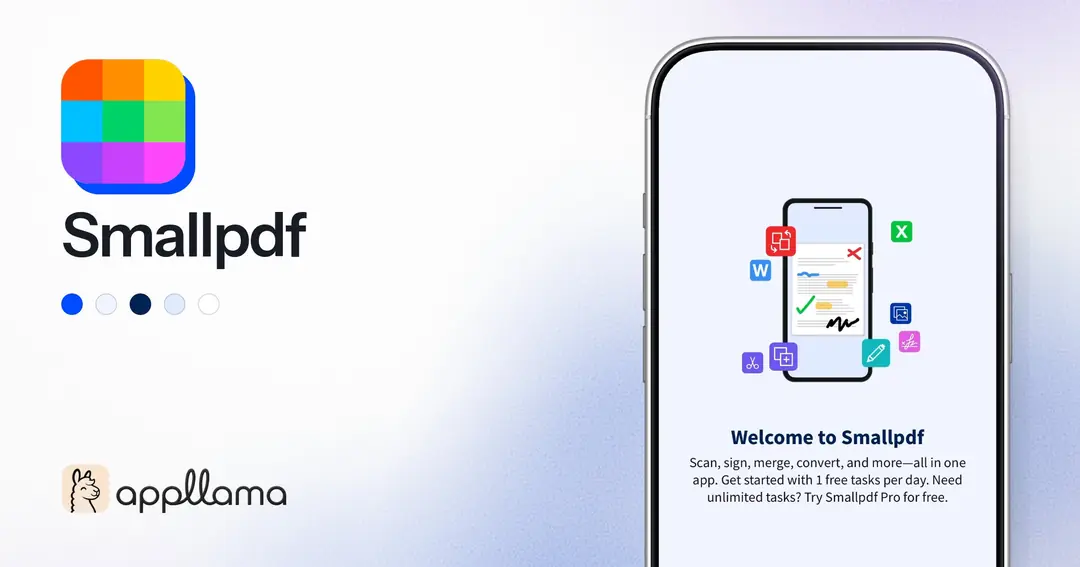 Smallpdf
appllama
X
W
Welcome to Smallpdf
Scan, sign, merge, convert, and more—all in one
app. Get started with 1 free tasks per day. Need
unlimited tasks? Try Smallpdf Pro for free.